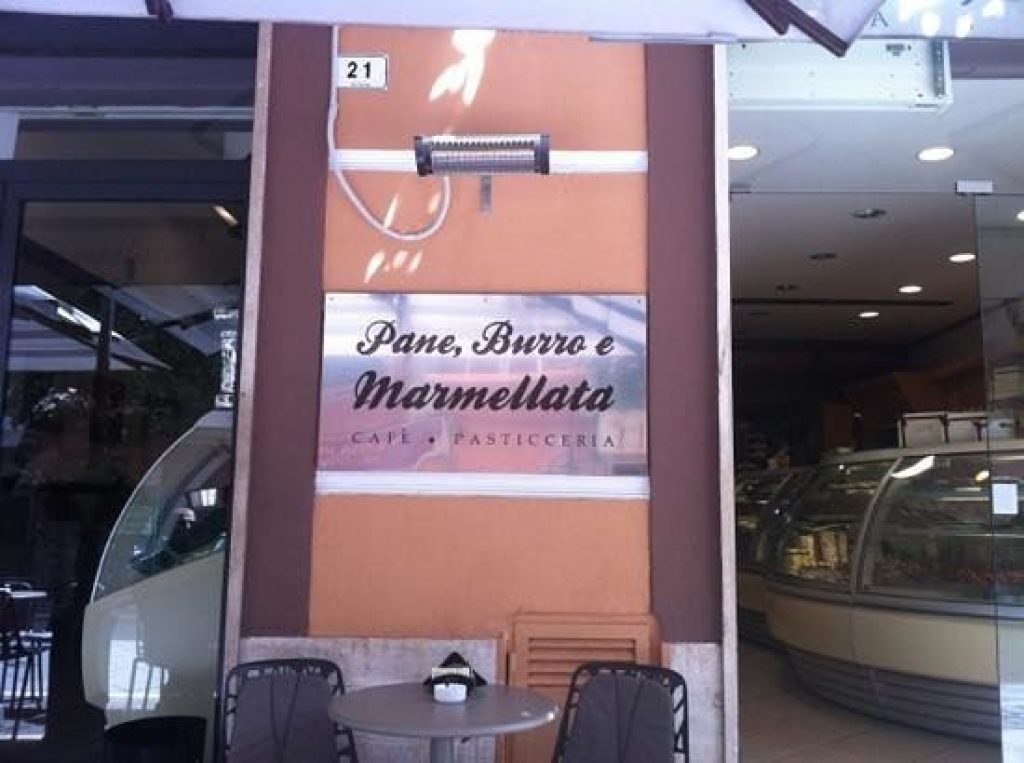 21
Pane, Burro e
Marmellata
CAFÈ • PASTICCERIA